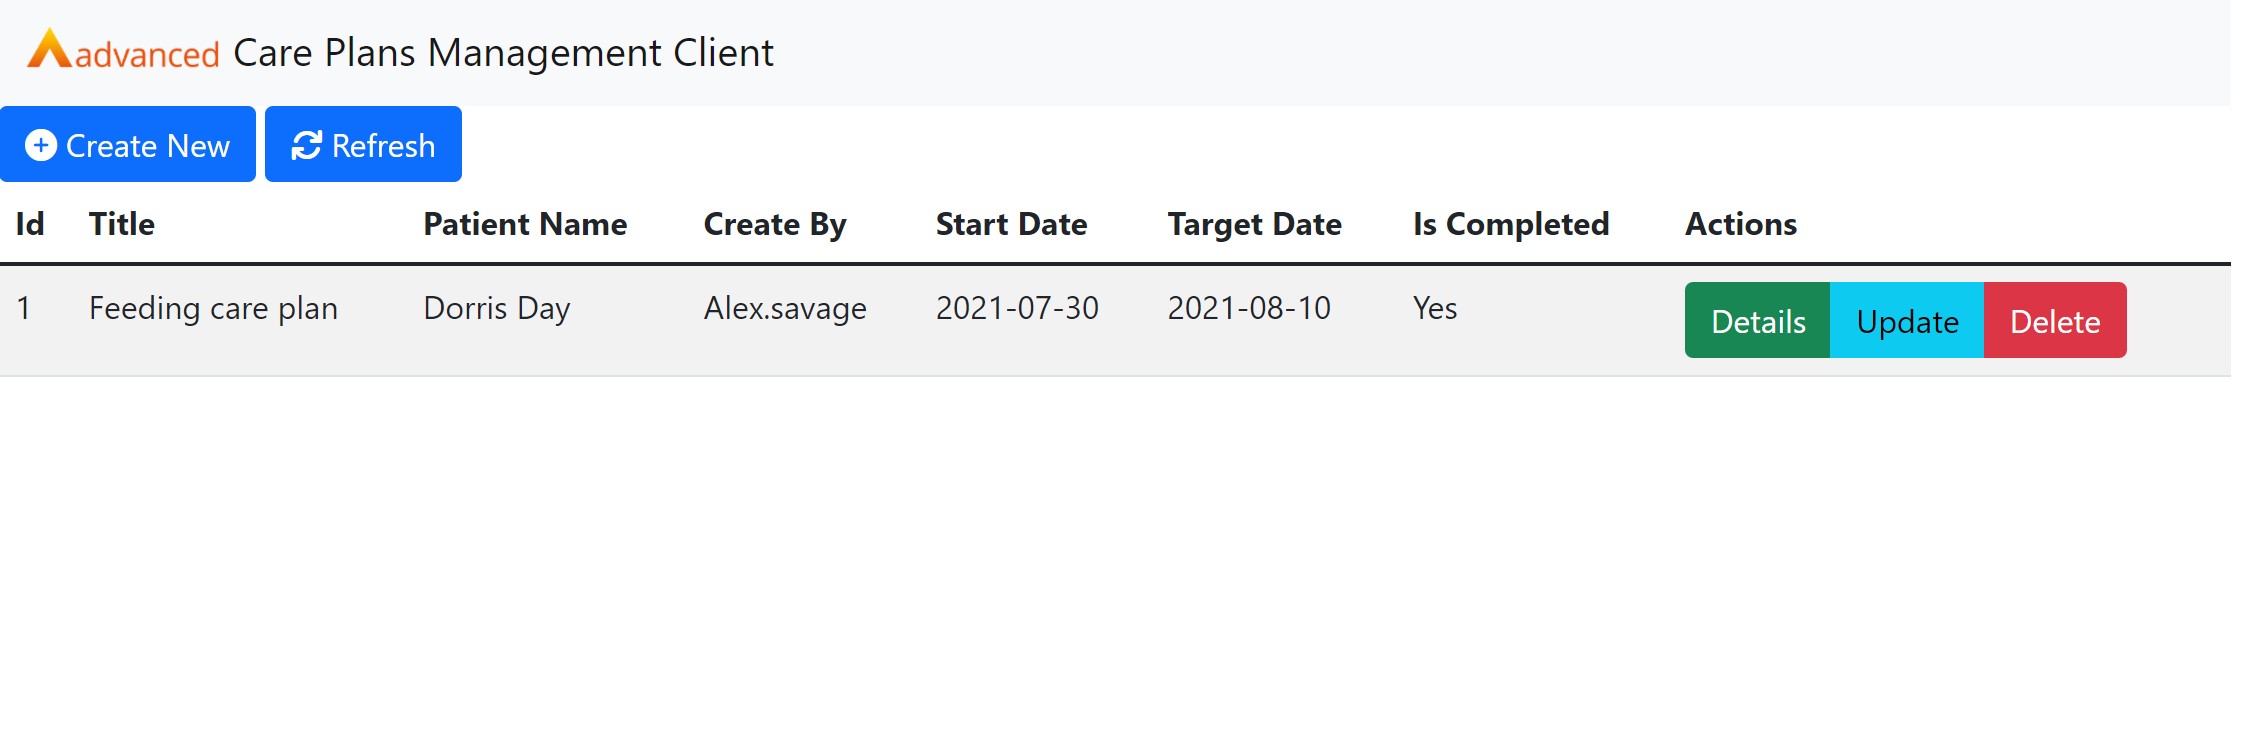 advanced Care Plans Management Client
Create New Refresh
Id Title Patient Name Create By Start Date Target Date Is Completed Actions
1 Feeding care plan Dorris Day Alex.savage 2021-07-30 2021-08-10 Yes Details Update Delete